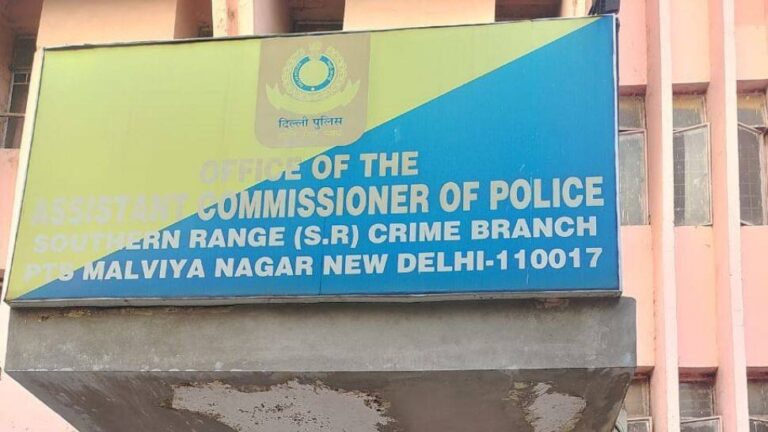 दिल्ली पुलिस
OFFICE OF THE
ASSISTANT COMMISSIONER OF POLICE
SOUTHERN RANGE (S.R) CRIME BRANCH
PTS MALVIYA NAGAR NEW DELHI-110017